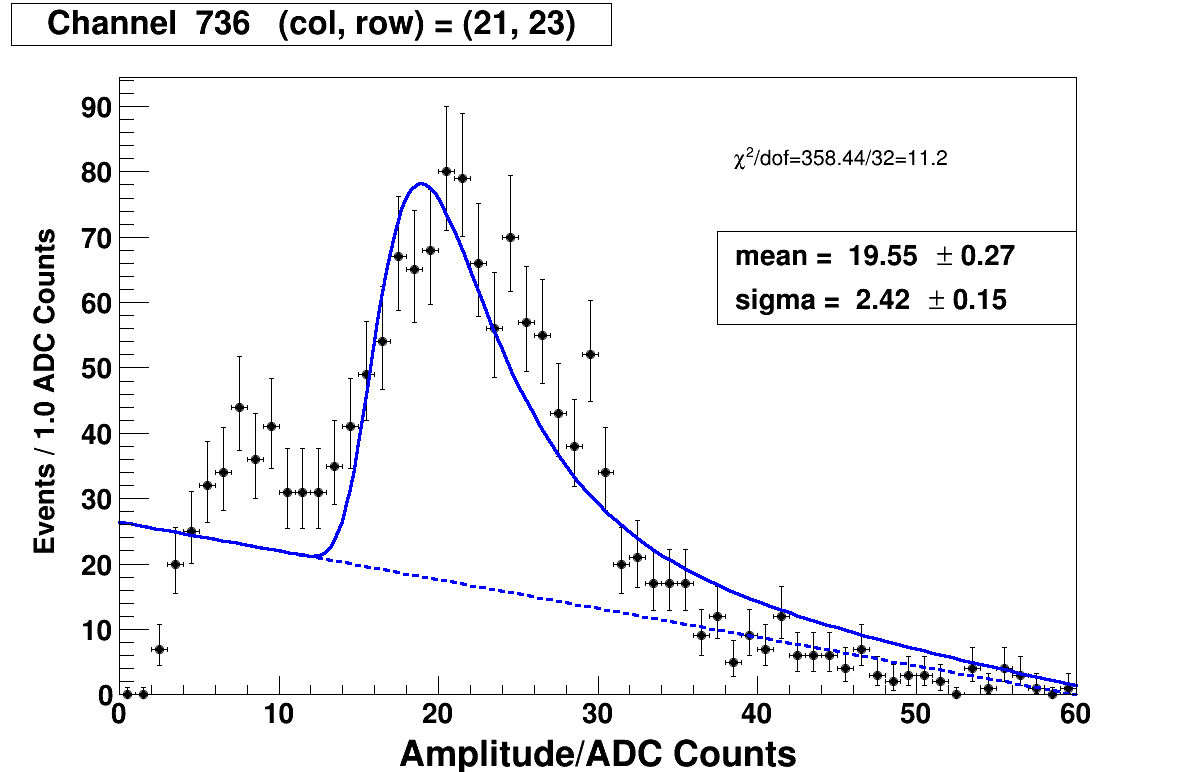 Channel 736 (col, row) = (21, 23)
90
80
70
60
50
40
30
20
10
0
Events / 1.0 ADC Counts
χ²/dof=358.44/32=11.2
mean = 19.55 ± 0.27
sigma = 2.42 ± 0.15
0 10 20 30 40 50 60
Amplitude/ADC Counts